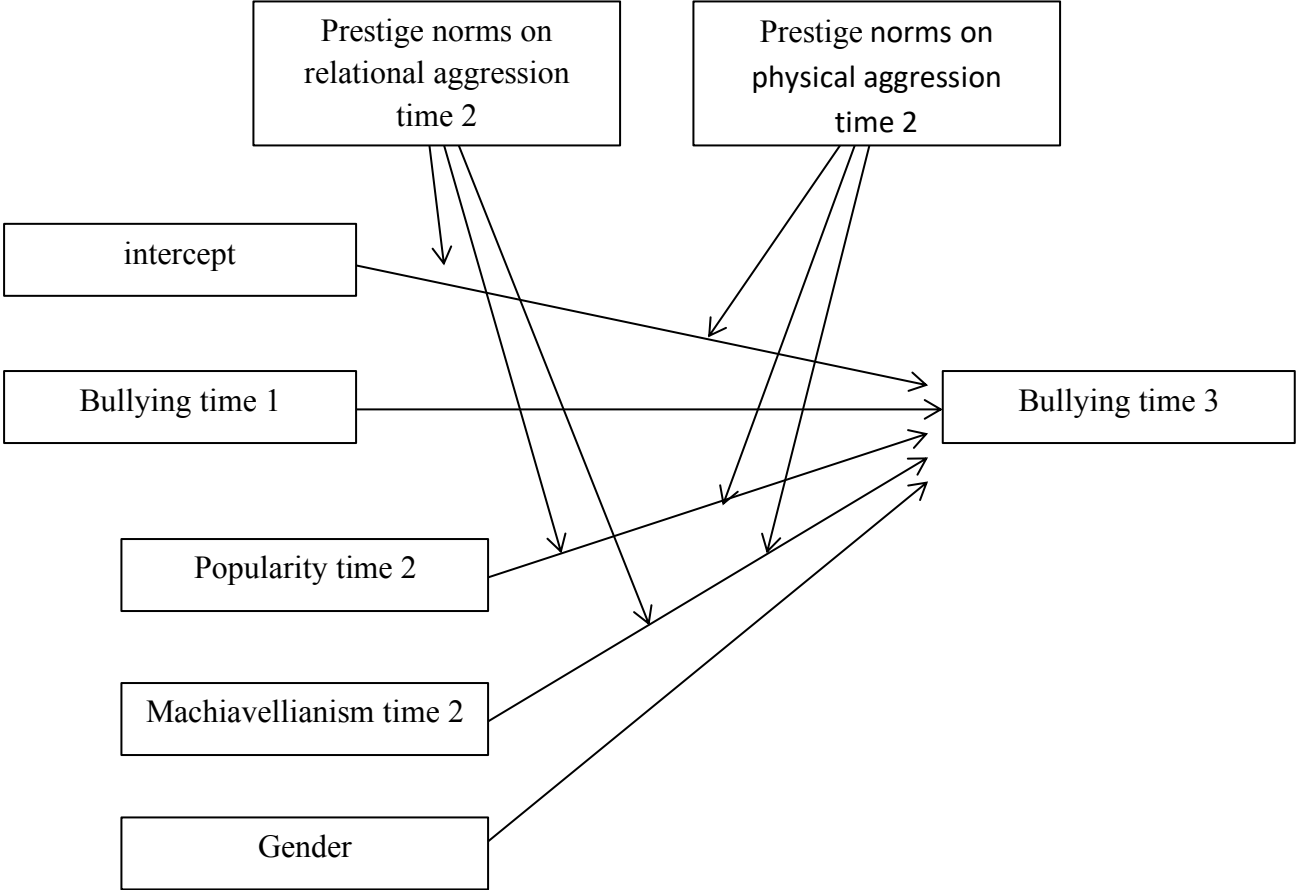 Prestige norms on
relational aggression
time 2
Prestige norms on
physical aggression
time 2
intercept
Bullying time 1
Bullying time 3
Popularity time 2
Machiavellianism time 2
Gender